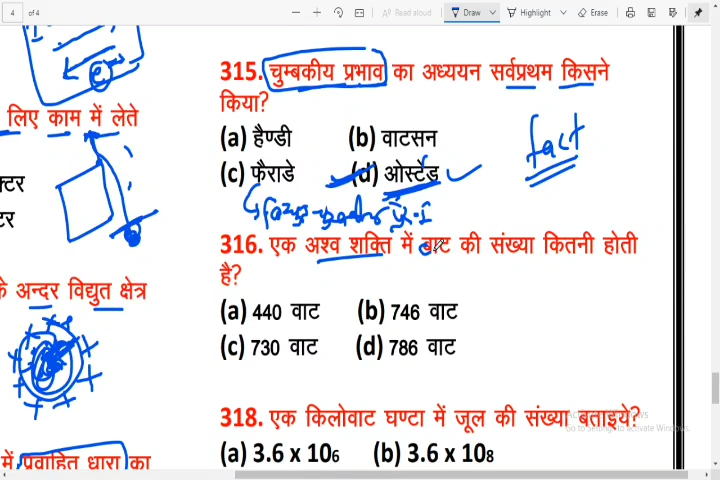 4 of 4
Read aloud
Draw
Highlight
Erase
लिए काम में लेते
क्टर
टर
के अन्दर विद्युत क्षेत्र
में प्रवाहित धारा का
315. चुम्बकीय प्रभाव का अध्ययन सर्वप्रथम किसने
किया?
(a) हैण्डी (b) वाटसन
(c) फैराडे (d) ओर्स्टेड
fact
316. एक अश्व शक्ति में वाट की संख्या कितनी होती
है?
(a) 440 वाट (b) 746 वाट
(c) 730 वाट (d) 786 वाट
318. एक किलोवाट घण्टा में जूल की संख्या बताइये?
(a) 3.6 x 106 (b) 3.6 x 108